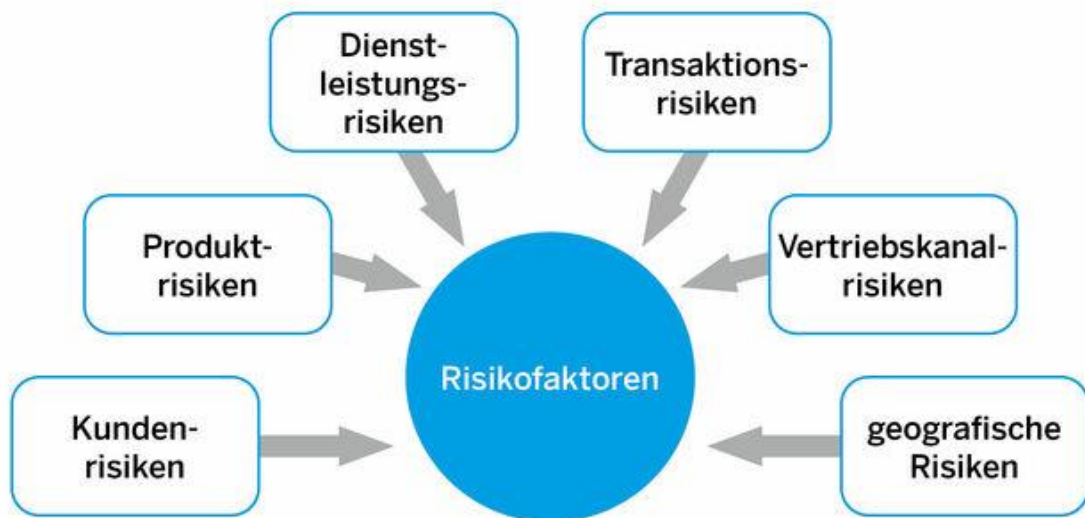 Dienst-
leistungs-
risiken
Transaktions-
risiken
Produkt-
risiken
Vertriebskanal-
risiken
Risikofaktoren
Kunden-
risiken
geografische
Risiken